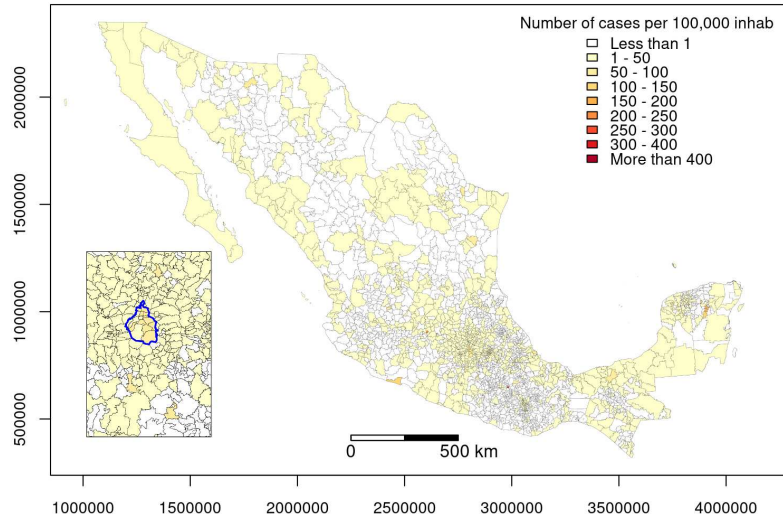 Number of cases per 100,000 inhab
Less than 1
1 - 50
50 - 100
100 - 150
150 - 200
200 - 250
250 - 300
300 - 400
More than 400
2000000
1500000
1000000
500000
0 500 km
1000000 1500000 2000000 2500000 3000000 3500000 4000000